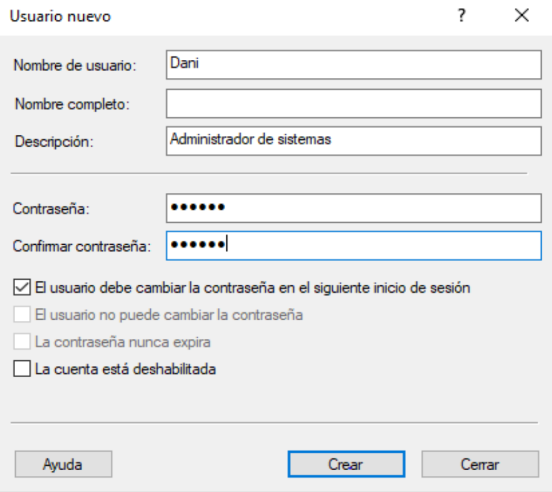 Usuario nuevo ? ×
Nombre de usuario: Dani
Nombre completo:
Descripción: Administrador de sistemas
Contraseña: ●●●●●●
Confirmar contraseña: ●●●●●●
El usuario debe cambiar la contraseña en el siguiente inicio de sesión
El usuario no puede cambiar la contraseña
La contraseña nunca expira
La cuenta está deshabilitada
Ayuda Crear Cerrar